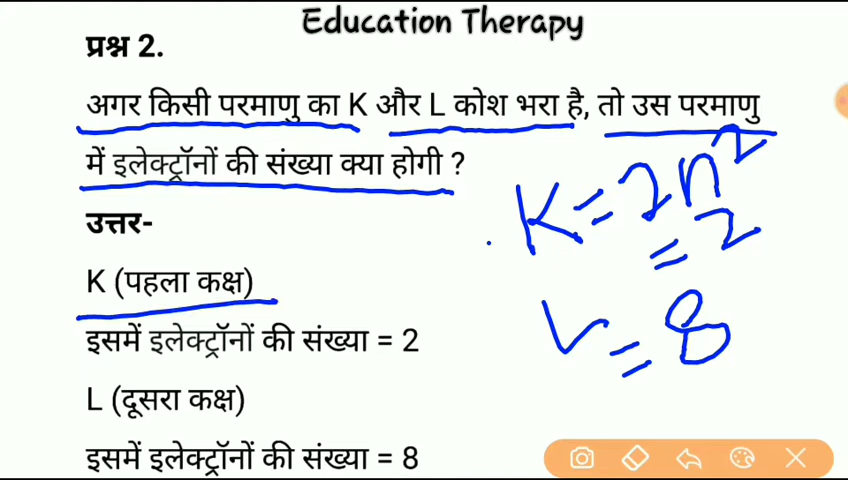 Education Therapy
प्रश्न 2.
अगर किसी परमाणु का K और L कोश भरा है, तो उस परमाणु
में इलेक्ट्रॉनों की संख्या क्या होगी ?
K = 2n²
= 2
उत्तर-
K (पहला कक्ष)
L = 8
इसमें इलेक्ट्रॉनों की संख्या = 2
L (दूसरा कक्ष)
इसमें इलेक्ट्रॉनों की संख्या = 8